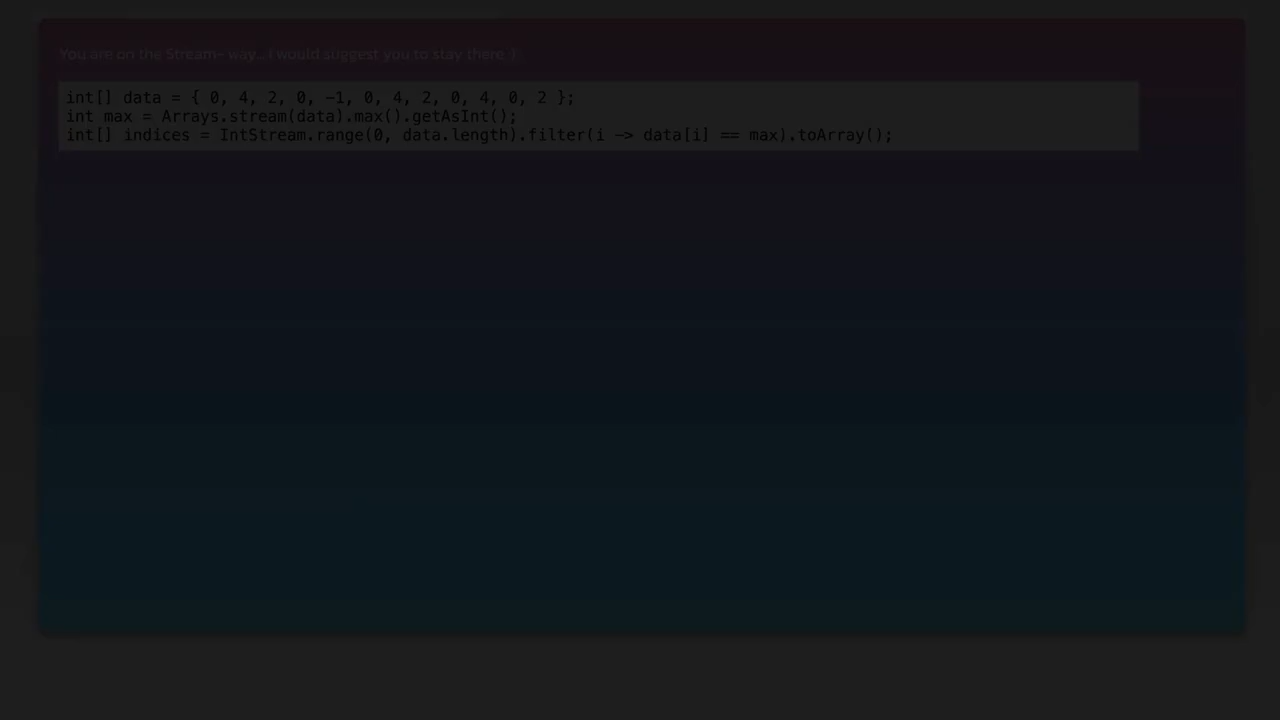 You are on the Stream- way.. I would suggest you to stay there :)
int[] data = { 0, 4, 2, 0, -1, 0, 4, 2, 0, 4, 0, 2 };
int max = Arrays.stream(data).max().getAsInt();
int[] indices = IntStream.range(0, data.length).filter(i -> data[i] == max).toArray();